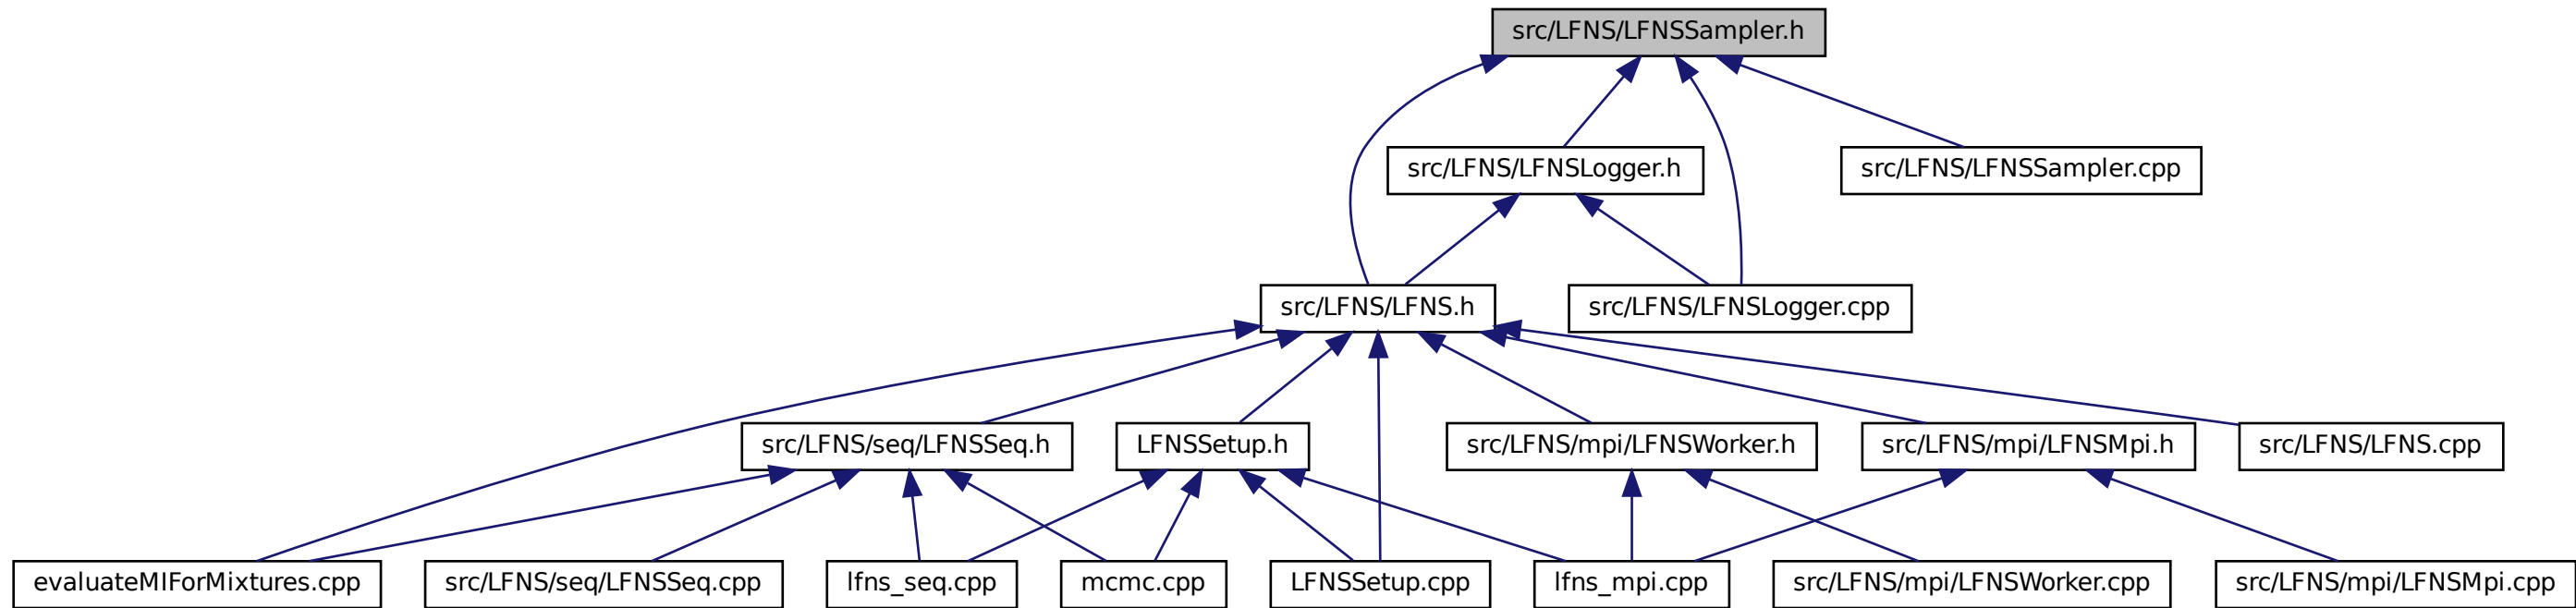 src/LFNS/LFNSSampler.h
src/LFNS/LFNSLogger.h
src/LFNS/LFNSSampler.cpp
src/LFNS/LFNS.h
src/LFNS/LFNSLogger.cpp
src/LFNS/seq/LFNSSeq.h
LFNSSetup.h
src/LFNS/mpi/LFNSWorker.h
src/LFNS/mpi/LFNSMpi.h
src/LFNS/LFNS.cpp
evaluateMIForMixtures.cpp
src/LFNS/seq/LFNSSeq.cpp
lfns_seq.cpp
mcmc.cpp
LFNSSetup.cpp
lfns_mpi.cpp
src/LFNS/mpi/LFNSWorker.cpp
src/LFNS/mpi/LFNSMpi.cpp